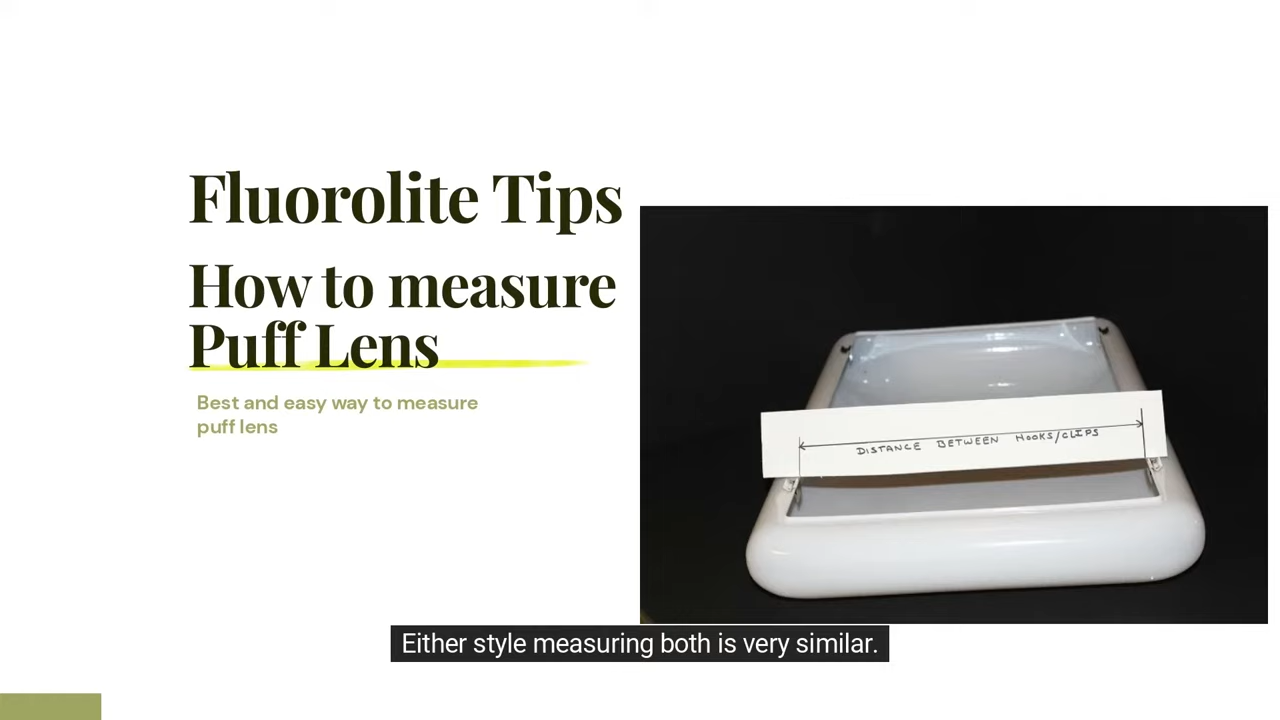 Fluorolite Tips
How to measure
Puff Lens
Best and easy way to measure
puff lens
DISTANCE BETWEEN HOOKS/CLIPS
Either style measuring both is very similar.